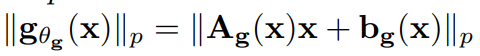 ‖g_{θ_g}(x)‖_p = ‖A_g(x)x + b_g(x)‖_p